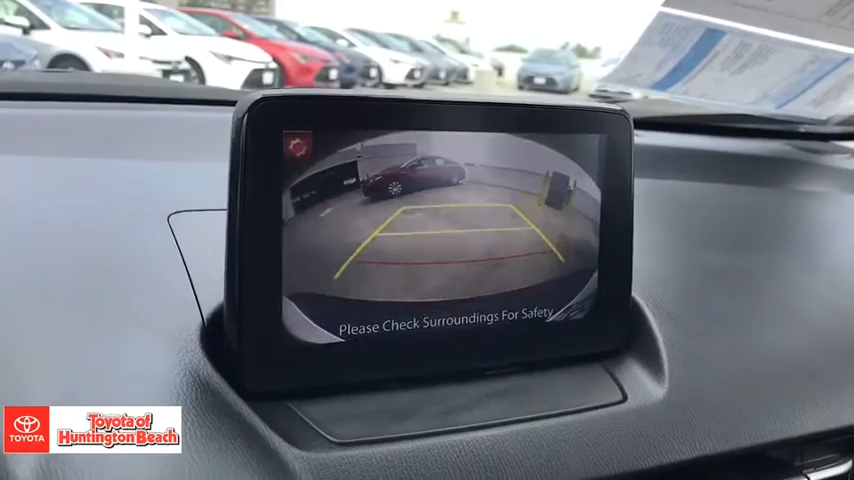 Please Check Surroundings For Safety
TOYOTA
Toyota of
Huntington Beach